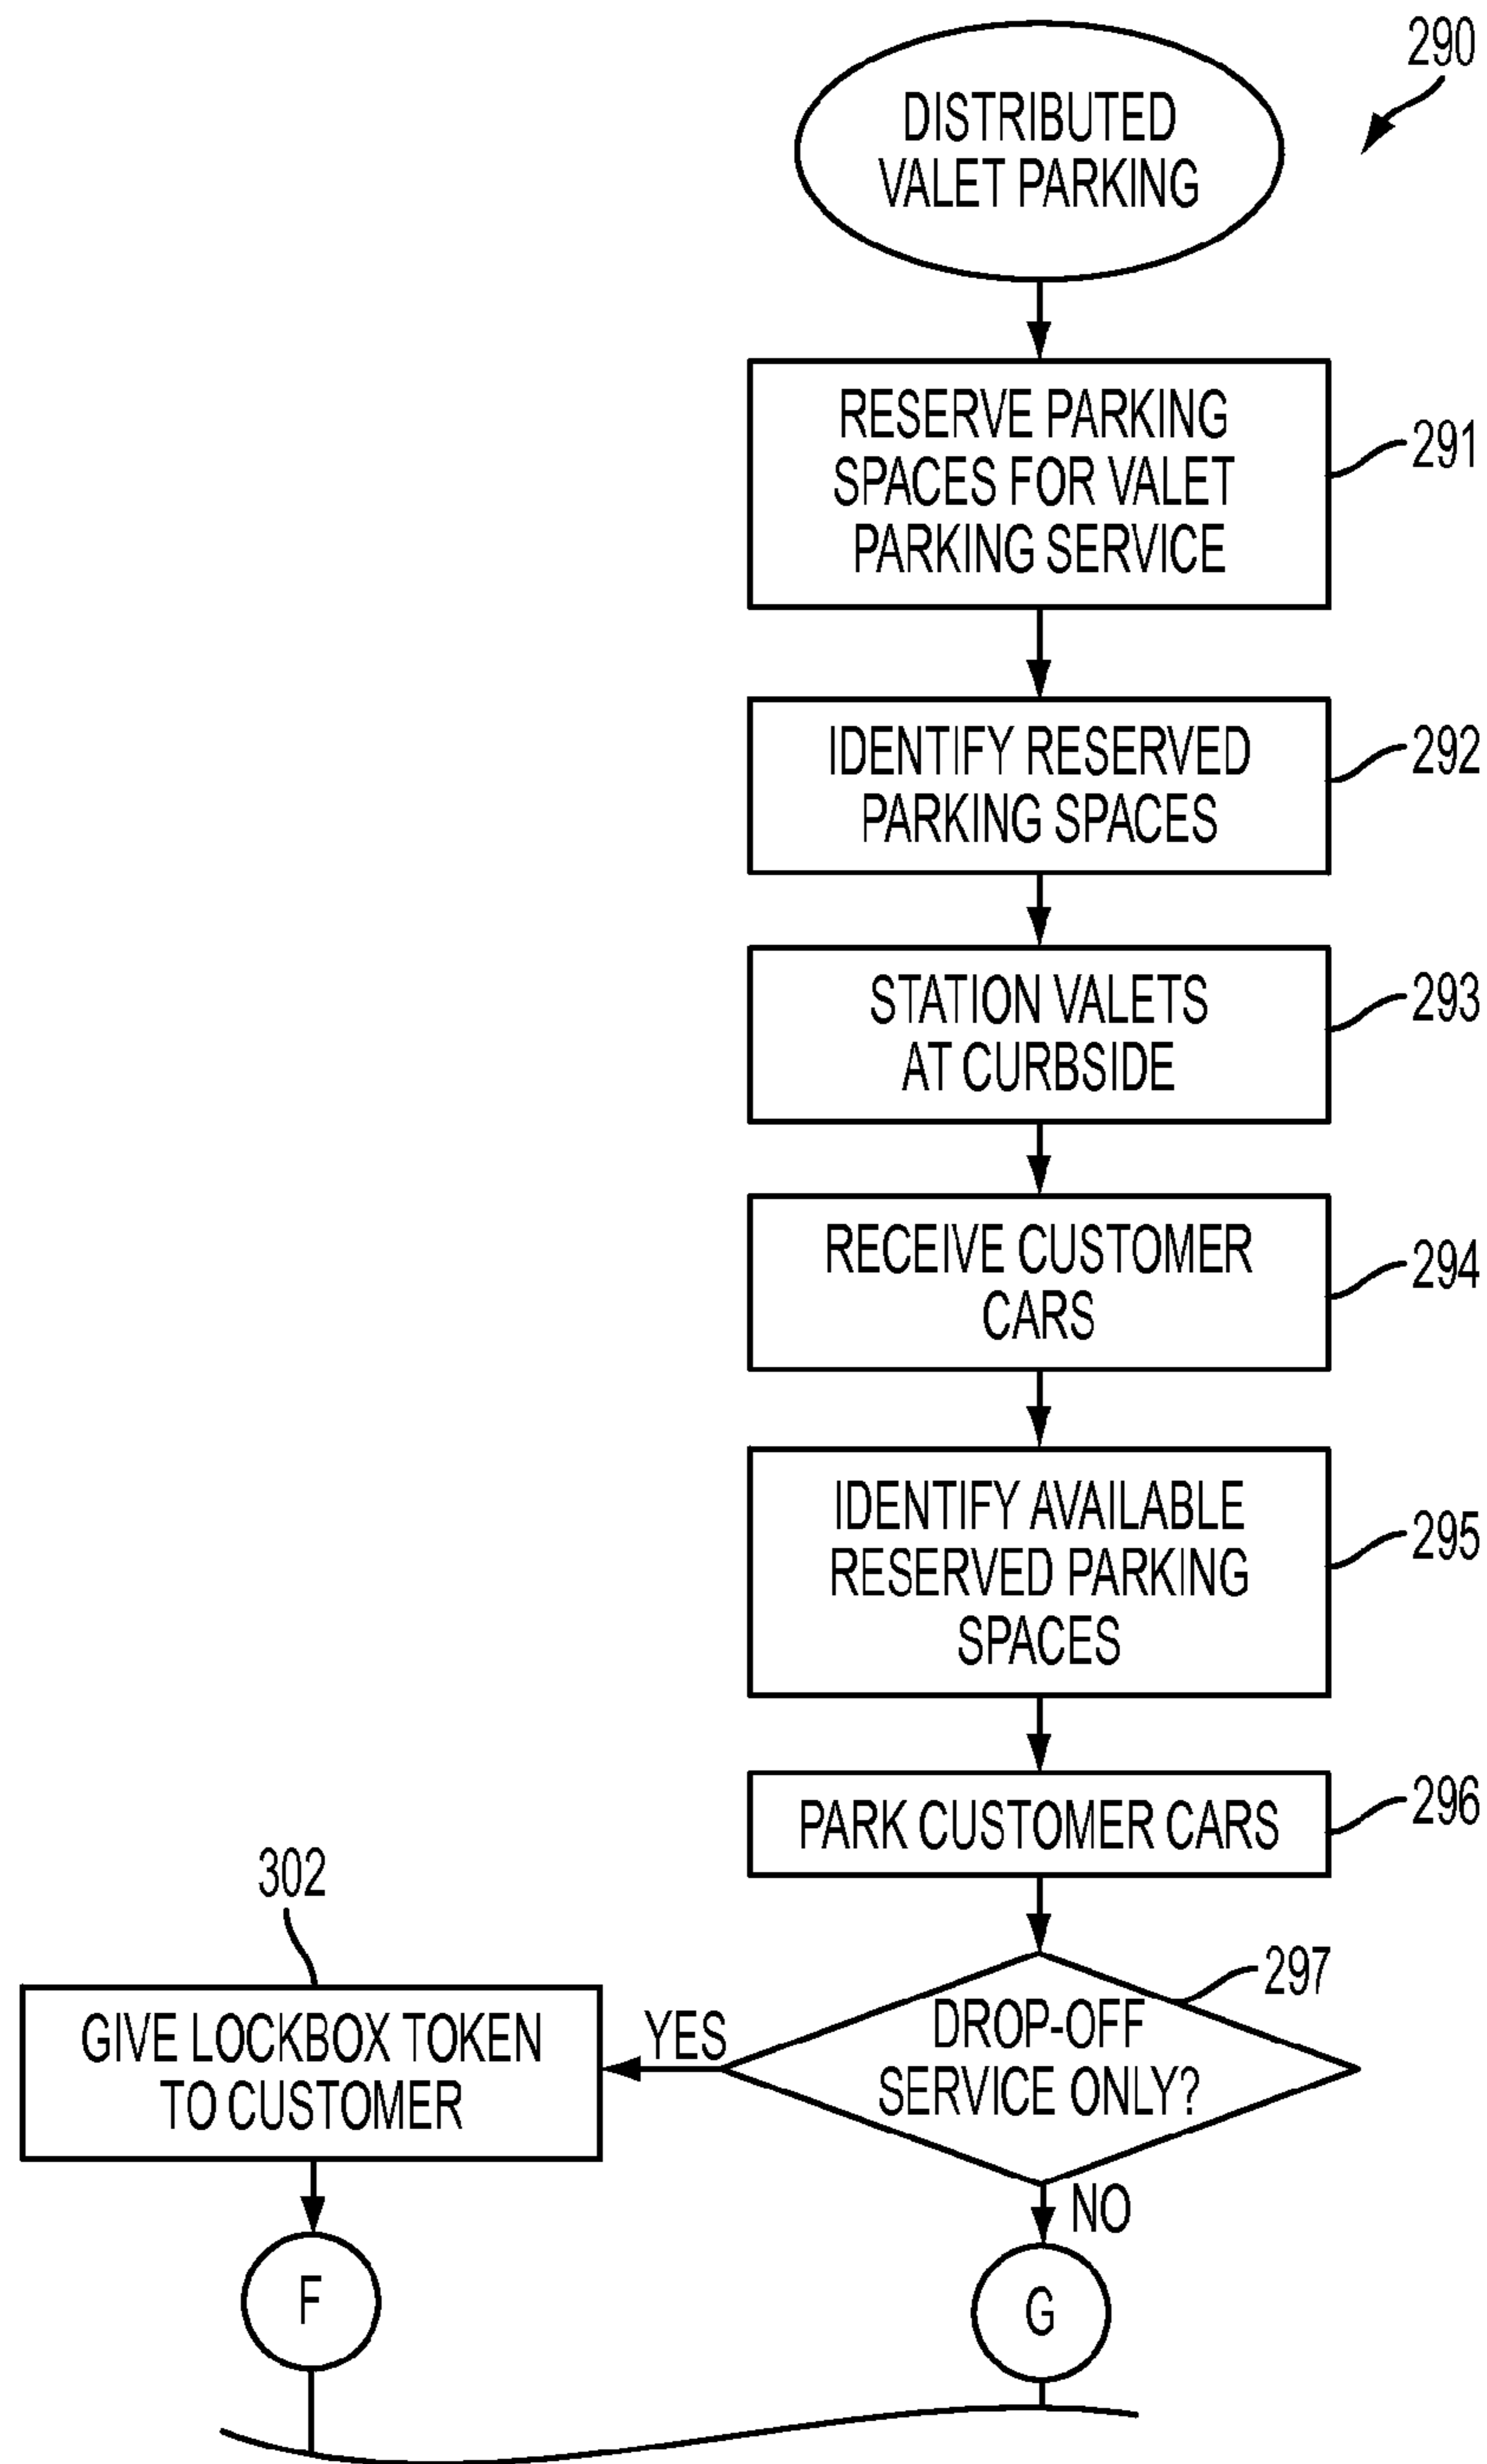 290
DISTRIBUTED
VALET PARKING
RESERVE PARKING
SPACES FOR VALET
PARKING SERVICE
291
IDENTIFY RESERVED
PARKING SPACES
292
STATION VALETS
AT CURBSIDE
293
RECEIVE CUSTOMER
CARS
294
IDENTIFY AVAILABLE
RESERVED PARKING
SPACES
295
PARK CUSTOMER CARS
296
302
297
GIVE LOCKBOX TOKEN
TO CUSTOMER
YES
DROP-OFF
SERVICE ONLY?
NO
F
G